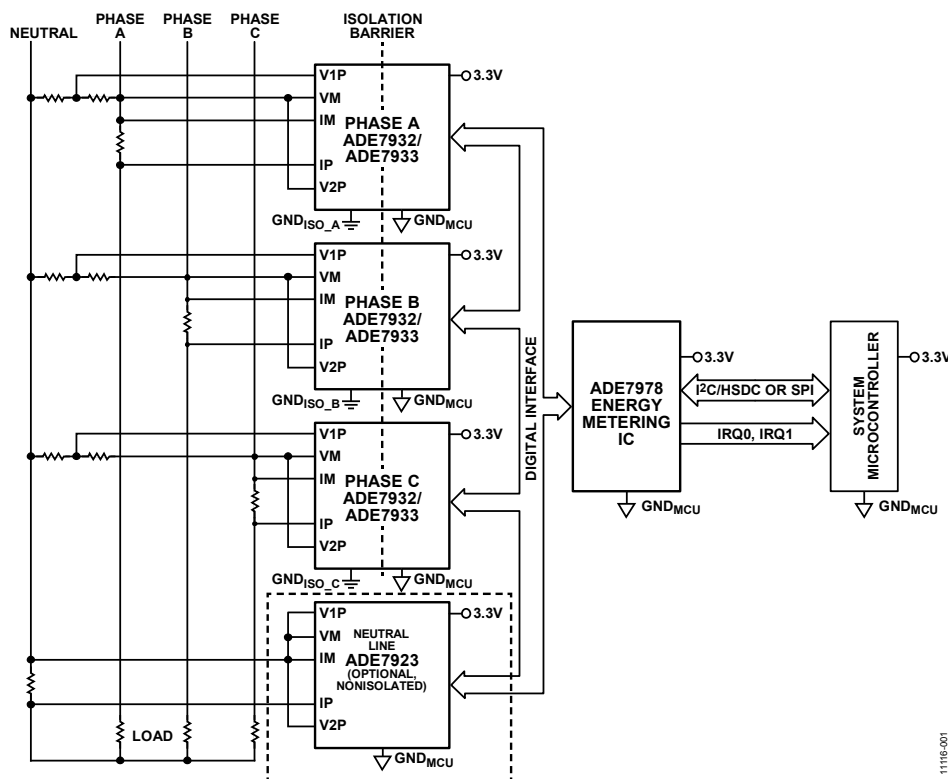 NEUTRAL
PHASE
A
PHASE
B
PHASE
C
ISOLATION
BARRIER
V1P
VM
IM
IP
V2P
PHASE A
ADE7932/
ADE7933
3.3V
GNDISO_A
GNDMCU
V1P
VM
IM
IP
V2P
PHASE B
ADE7932/
ADE7933
3.3V
GNDISO_B
GNDMCU
V1P
VM
IM
IP
V2P
PHASE C
ADE7932/
ADE7933
3.3V
GNDISO_C
GNDMCU
V1P
VM
IM
IP
V2P
NEUTRAL
LINE
ADE7923
(OPTIONAL,
NONISOLATED)
3.3V
GNDMCU
LOAD
DIGITAL INTERFACE
ADE7978
ENERGY
METERING
IC
3.3V
GNDMCU
I2C/HSDC OR SPI
IRQ0, IRQ1
SYSTEM
MICROCONTROLLER
3.3V
GNDMCU
11116-001